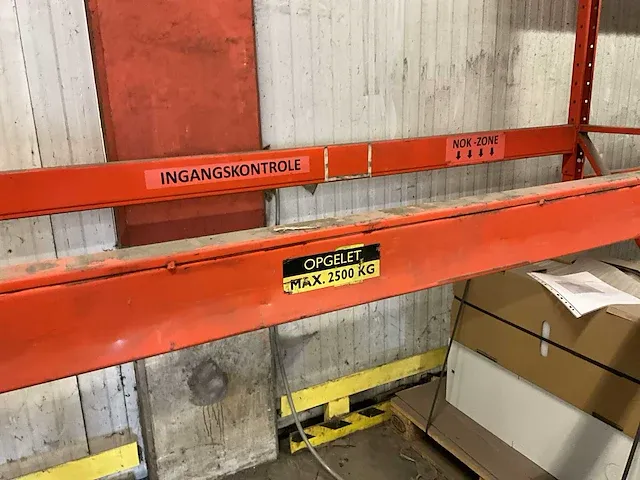 INGANGSKONTROLE
NOK-ZONE
OPGELET
MAX. 2500 KG